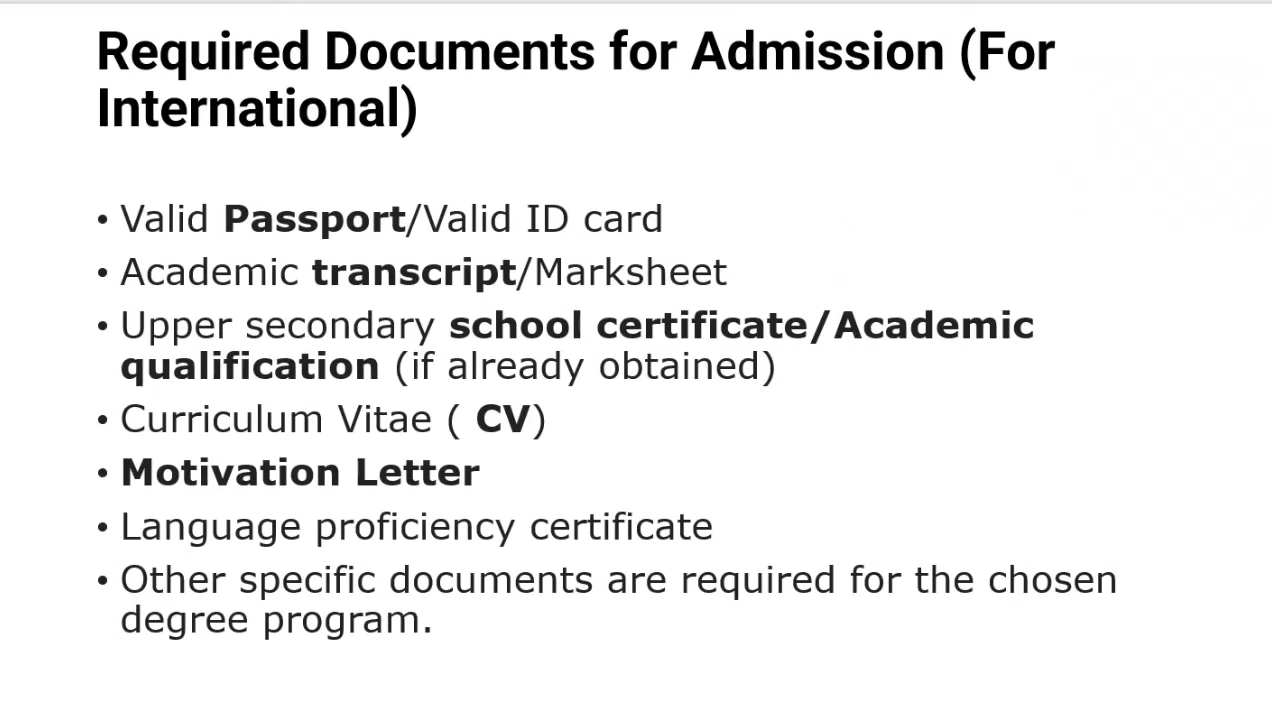 Required Documents for Admission (For
International)
• Valid Passport/Valid ID card
• Academic transcript/Marksheet
• Upper secondary school certificate/Academic
qualification (if already obtained)
• Curriculum Vitae ( CV)
• Motivation Letter
• Language proficiency certificate
• Other specific documents are required for the chosen
degree program.